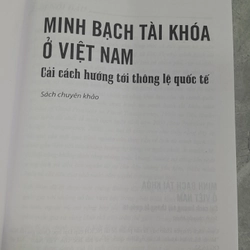 MINH BẠCH TÀI KHÓA
Ở VIỆT NAM
Cải cách hướng tới thông lệ quốc tế
Sách chuyên khảo